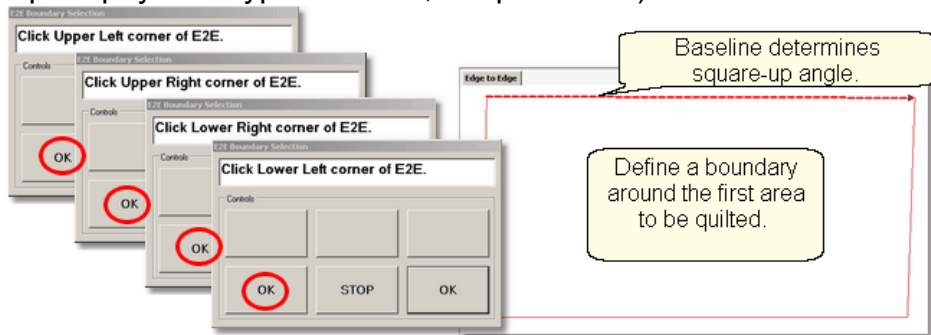 E2E Boundary Selection
Click Upper Left corner of E2E.
Controls
OK
E2E Boundary Selection
Click Upper Right corner of E2E.
Controls
OK
E2E Boundary Selection
Click Lower Right corner of E2E.
Controls
OK
E2E Boundary Selection
Click Lower Left corner of E2E.
Controls
OK
STOP
OK
Edge to Edge
Baseline determines
square-up angle.
Define a boundary
around the first area
to be quilted.